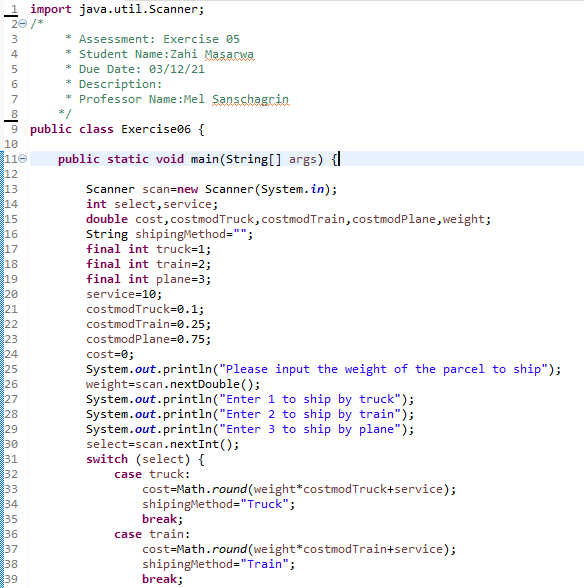 1 import java.util.Scanner;
2 /*
3 * Assessment: Exercise 05
4 * Student Name:Zahi Masarwa
5 * Due Date: 03/12/21
6 * Description:
7 * Professor Name:Mel Sanschagrin
8 */
9 public class Exercise06 {
10
11 public static void main(String[] args) {
12
13 Scanner scan=new Scanner(System.in);
14 int select,service;
15 double cost,costmodTruck,costmodTrain,costmodPlane,weight;
16 String shipingMethod="";
17 final int truck=1;
18 final int train=2;
19 final int plane=3;
20 service=10;
21 costmodTruck=0.1;
22 costmodTrain=0.25;
23 costmodPlane=0.75;
24 cost=0;
25 System.out.println("Please input the weight of the parcel to ship");
26 weight=scan.nextDouble();
27 System.out.println("Enter 1 to ship by truck");
28 System.out.println("Enter 2 to ship by train");
29 System.out.println("Enter 3 to ship by plane");
30 select=scan.nextInt();
31 switch (select) {
32 case truck:
33 cost=Math.round(weight*costmodTruck+service);
34 shipingMethod="Truck";
35 break;
36 case train:
37 cost=Math.round(weight*costmodTrain+service);
38 shipingMethod="Train";
39 break;